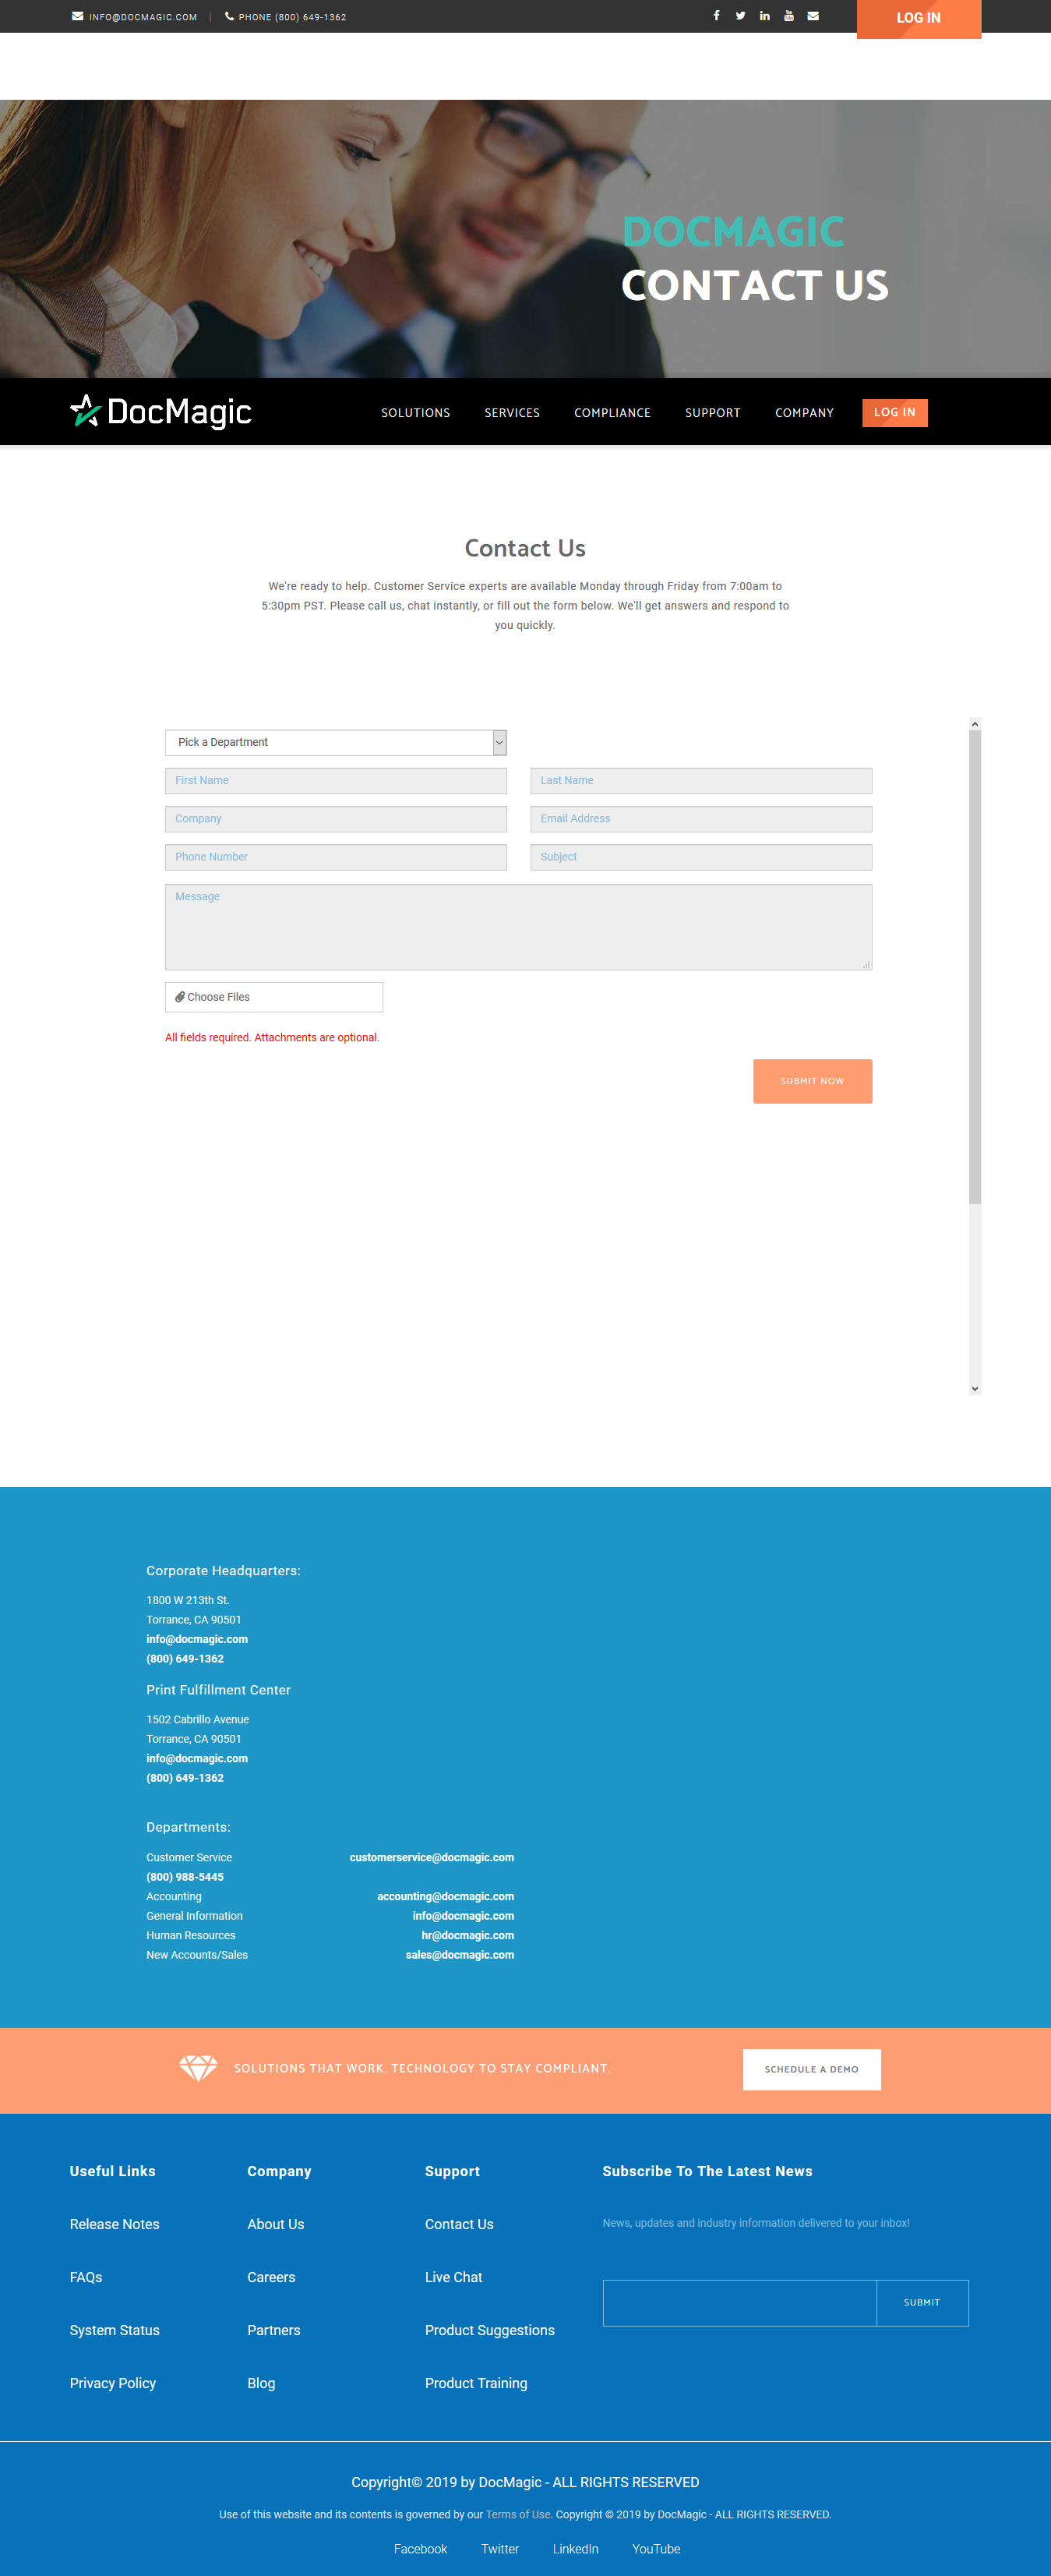 INFO@DOCMAGIC.COM | PHONE (800) 649-1362
LOG IN
DOCMAGIC
CONTACT US
DocMagic
SOLUTIONS SERVICES COMPLIANCE SUPPORT COMPANY LOG IN
Contact Us
We're ready to help. Customer Service experts are available Monday through Friday from 7:00am to
5:30pm PST. Please call us, chat instantly, or fill out the form below. We'll get answers and respond to
you quickly.
Pick a Department
First Name Last Name
Company Email Address
Phone Number Subject
Message
Choose Files
All fields required. Attachments are optional.
SUBMIT NOW
Corporate Headquarters:
1800 W 213th St.
Torrance, CA 90501
info@docmagic.com
(800) 649-1362
Print Fulfillment Center
1502 Cabrillo Avenue
Torrance, CA 90501
info@docmagic.com
(800) 649-1362
Departments:
Customer Service customerservice@docmagic.com
(800) 988-5445
Accounting accounting@docmagic.com
General Information info@docmagic.com
Human Resources hr@docmagic.com
New Accounts/Sales sales@docmagic.com
SOLUTIONS THAT WORK. TECHNOLOGY TO STAY COMPLIANT.
SCHEDULE A DEMO
Useful Links Company Support Subscribe To The Latest News
Release Notes About Us Contact Us News, updates and industry information delivered to your inbox!
FAQs Careers Live Chat
SUBMIT
System Status Partners Product Suggestions
Privacy Policy Blog Product Training
Copyright© 2019 by DocMagic - ALL RIGHTS RESERVED
Use of this website and its contents is governed by our Terms of Use. Copyright © 2019 by DocMagic - ALL RIGHTS RESERVED.
Facebook Twitter LinkedIn YouTube